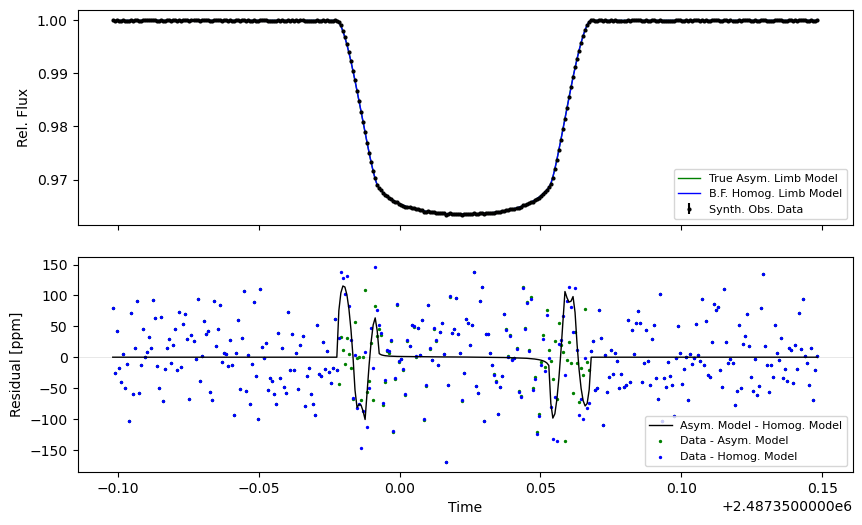 1.00
0.99
0.98
0.97
Rel. Flux
True Asym. Limb Model
B.F. Homog. Limb Model
Synth. Obs. Data
150
100
50
0
−50
−100
−150
Residual [ppm]
Asym. Model - Homog. Model
Data - Asym. Model
Data - Homog. Model
−0.10 −0.05 0.00 0.05 0.10 0.15
Time
+2.4873500000e6